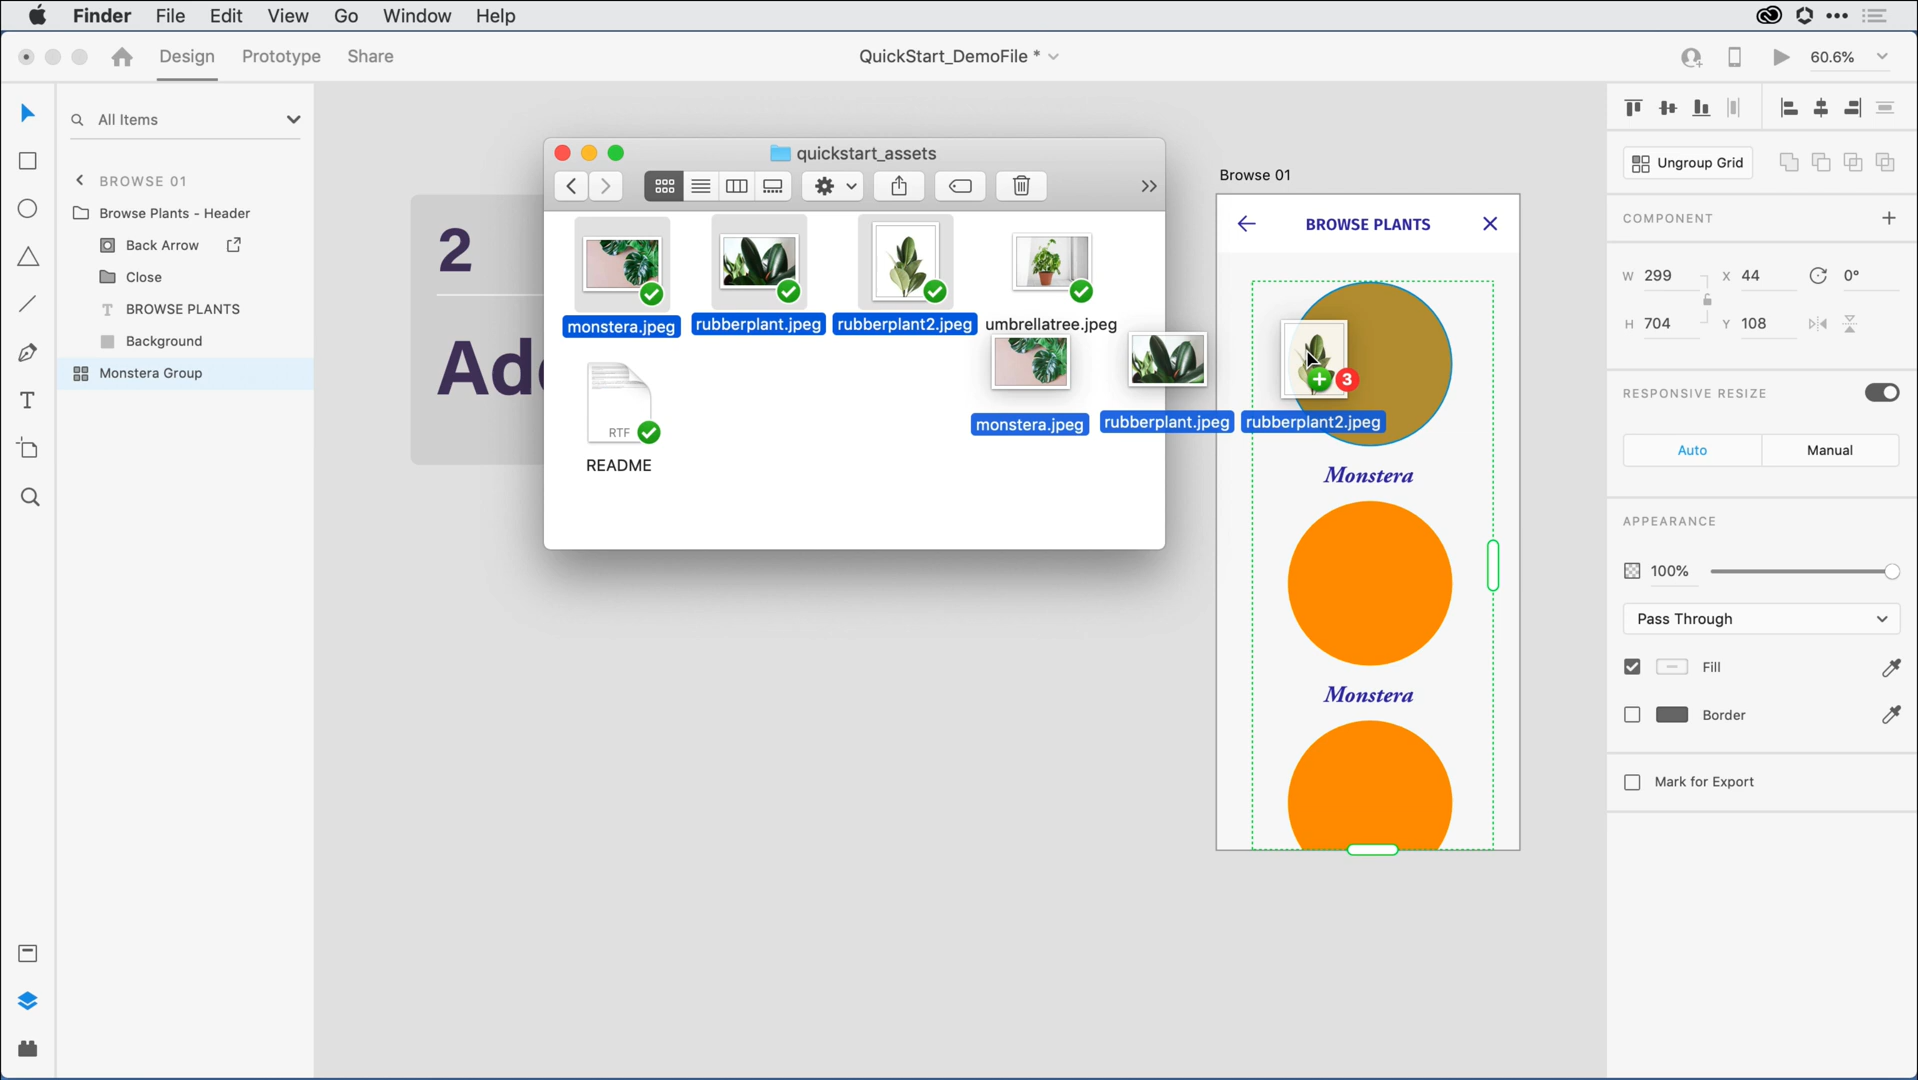 Finder File Edit View Go Window Help
Design Prototype Share
QuickStart_DemoFile *
60.6%
All Items
BROWSE 01
Browse Plants - Header
Back Arrow
Close
T BROWSE PLANTS
Background
Monstera Group
2
Ad
quickstart_assets
monstera.jpeg
rubberplant.jpeg
rubberplant2.jpeg
umbrellatree.jpeg
RTF
README
monstera.jpeg
rubberplant.jpeg
rubberplant2.jpeg
3
Browse 01
BROWSE PLANTS
Monstera
Monstera
Ungroup Grid
COMPONENT
W 299 X 44 0°
H 704 Y 108
RESPONSIVE RESIZE
Auto Manual
APPEARANCE
100%
Pass Through
Fill
Border
Mark for Export